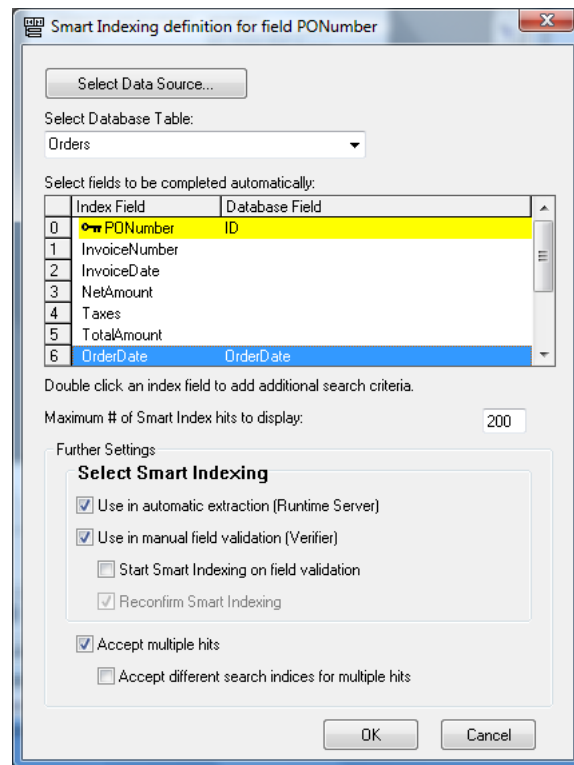 Smart Indexing definition for field PONumber
Select Data Source...
Select Database Table:
Orders
Select fields to be completed automatically:
Index Field Database Field
0 PONumber ID
1 InvoiceNumber
2 InvoiceDate
3 NetAmount
4 Taxes
5 TotalAmount
6 OrderDate OrderDate
Double click an index field to add additional search criteria.
Maximum # of Smart Index hits to display: 200
Further Settings
Select Smart Indexing
Use in automatic extraction (Runtime Server)
Use in manual field validation (Verifier)
Start Smart Indexing on field validation
Reconfirm Smart Indexing
Accept multiple hits
Accept different search indices for multiple hits
OK Cancel